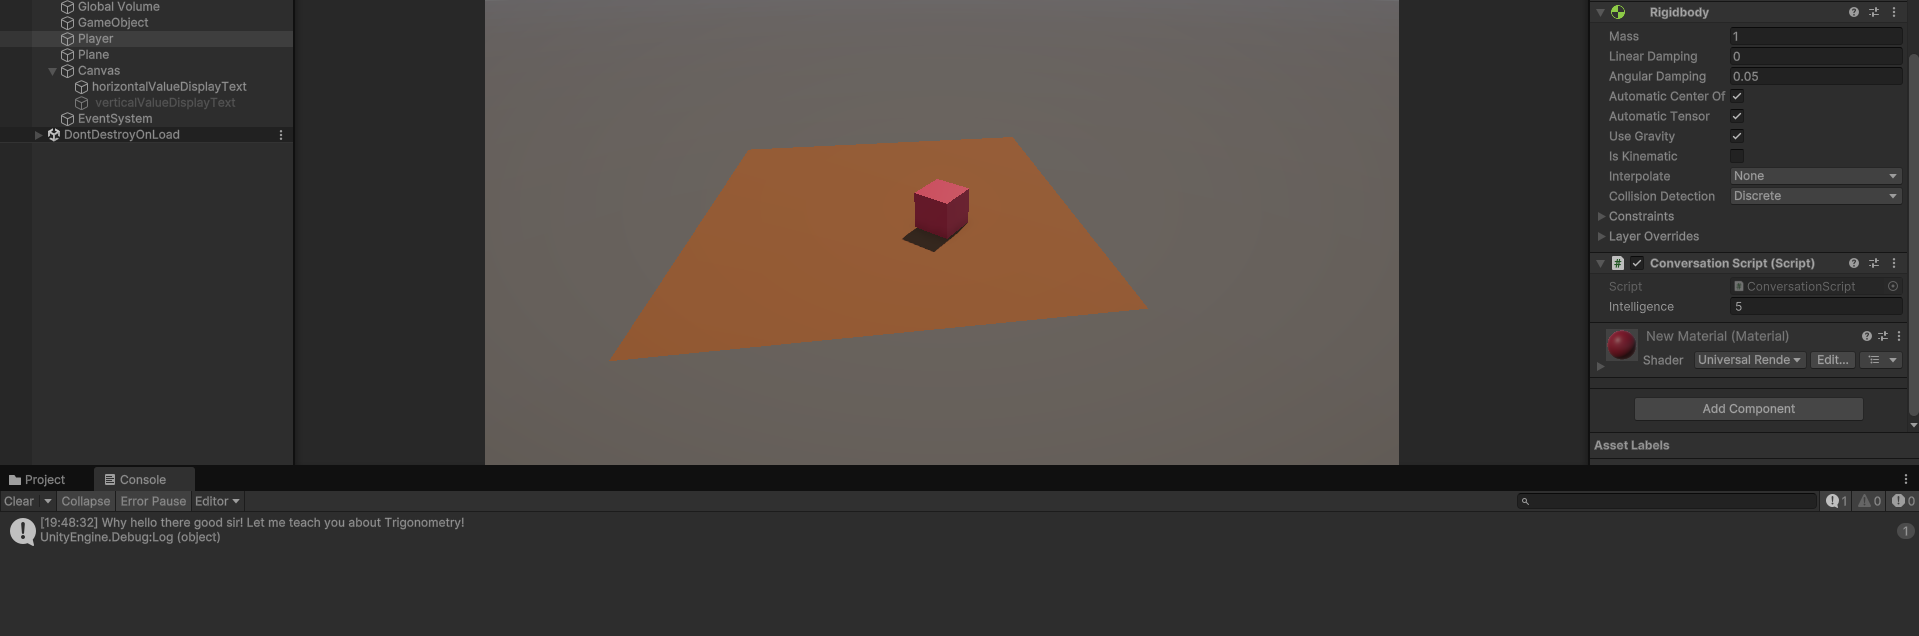 Global Volume
GameObject
Player
Plane
Canvas
horizontalValueDisplayText
verticalValueDisplayText
EventSystem
DontDestroyOnLoad
Rigidbody
Mass 1
Linear Damping 0
Angular Damping 0.05
Automatic Center Of
Automatic Tensor
Use Gravity
Is Kinematic
Interpolate None
Collision Detection Discrete
Constraints
Layer Overrides
# Conversation Script (Script)
Script ConversationScript
Intelligence 5
New Material (Material)
Shader Universal Rende Edit...
Add Component
Asset Labels
Project Console
Clear Collapse Error Pause Editor 1 0 0
[19:48:32] Why hello there good sir! Let me teach you about Trigonometry!
UnityEngine.Debug:Log (object) 1